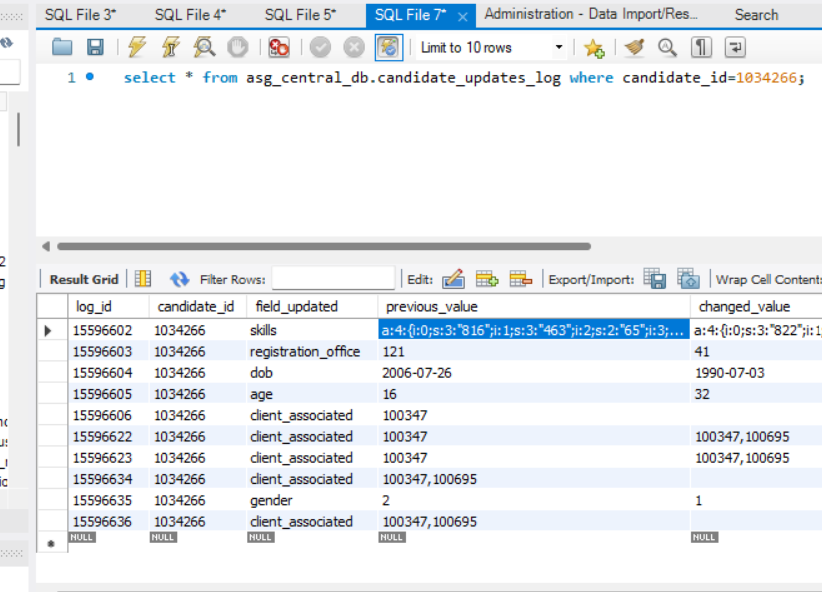 SQL File 3* SQL File 4* SQL File 5* SQL File 7* × Administration - Data Import/Res... Search
Limit to 10 rows
1 select * from asg_central_db.candidate_updates_log where candidate_id=1034266;
Result Grid Filter Rows: Edit: Export/Import: Wrap Cell Content:
log_id candidate_id field_updated previous_value changed_value
15596602 1034266 skills a:4:{i:0;s:3:"816";i:1;s:3:"463";i:2;s:2:"65";i:3;... a:4:{i:0;s:3:"822";i:1;
15596603 1034266 registration_office 121 41
15596604 1034266 dob 2006-07-26 1990-07-03
15596605 1034266 age 16 32
15596606 1034266 client_associated 100347
15596622 1034266 client_associated 100347 100347,100695
15596623 1034266 client_associated 100347 100347,100695
15596634 1034266 client_associated 100347,100695
15596635 1034266 gender 2 1
15596636 1034266 client_associated 100347,100695
NULL NULL NULL NULL NULL